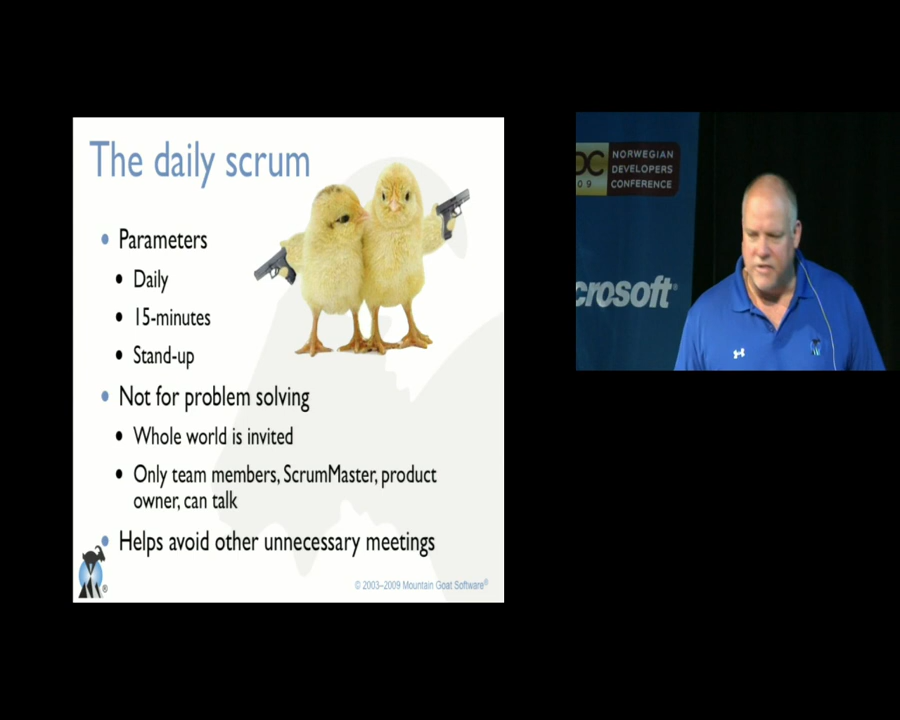 The daily scrum
Parameters
Daily
15-minutes
Stand-up
Not for problem solving
Whole world is invited
Only team members, ScrumMaster, product
owner, can talk
Helps avoid other unnecessary meetings
© 2003–2009 Mountain Goat Software®
NORWEGIAN
DEVELOPERS
CONFERENCE
09
crosoft®